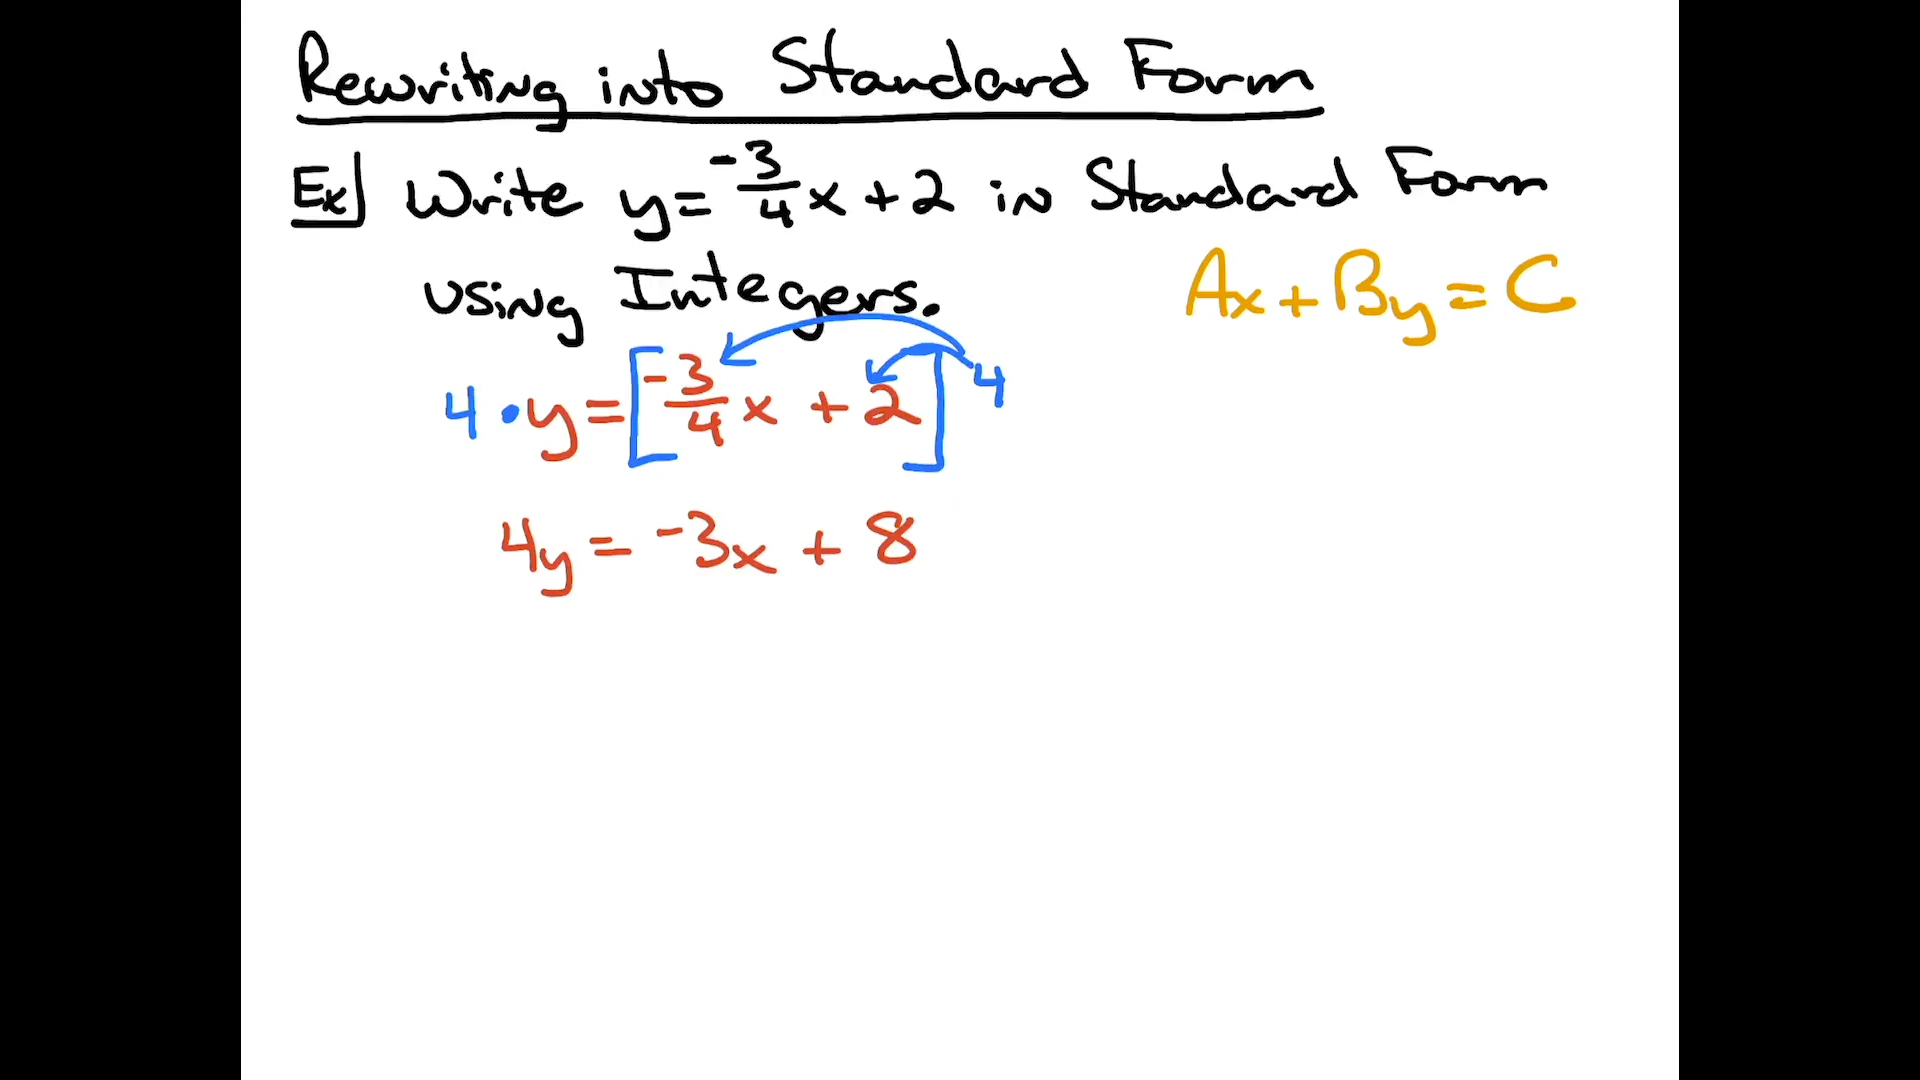 Rewriting into Standard Form
Ex] Write y = -3/4 x + 2 in Standard Form
using Integers.
Ax + By = C
4 • y = [-3/4 x + 2] 4
4y = -3x + 8